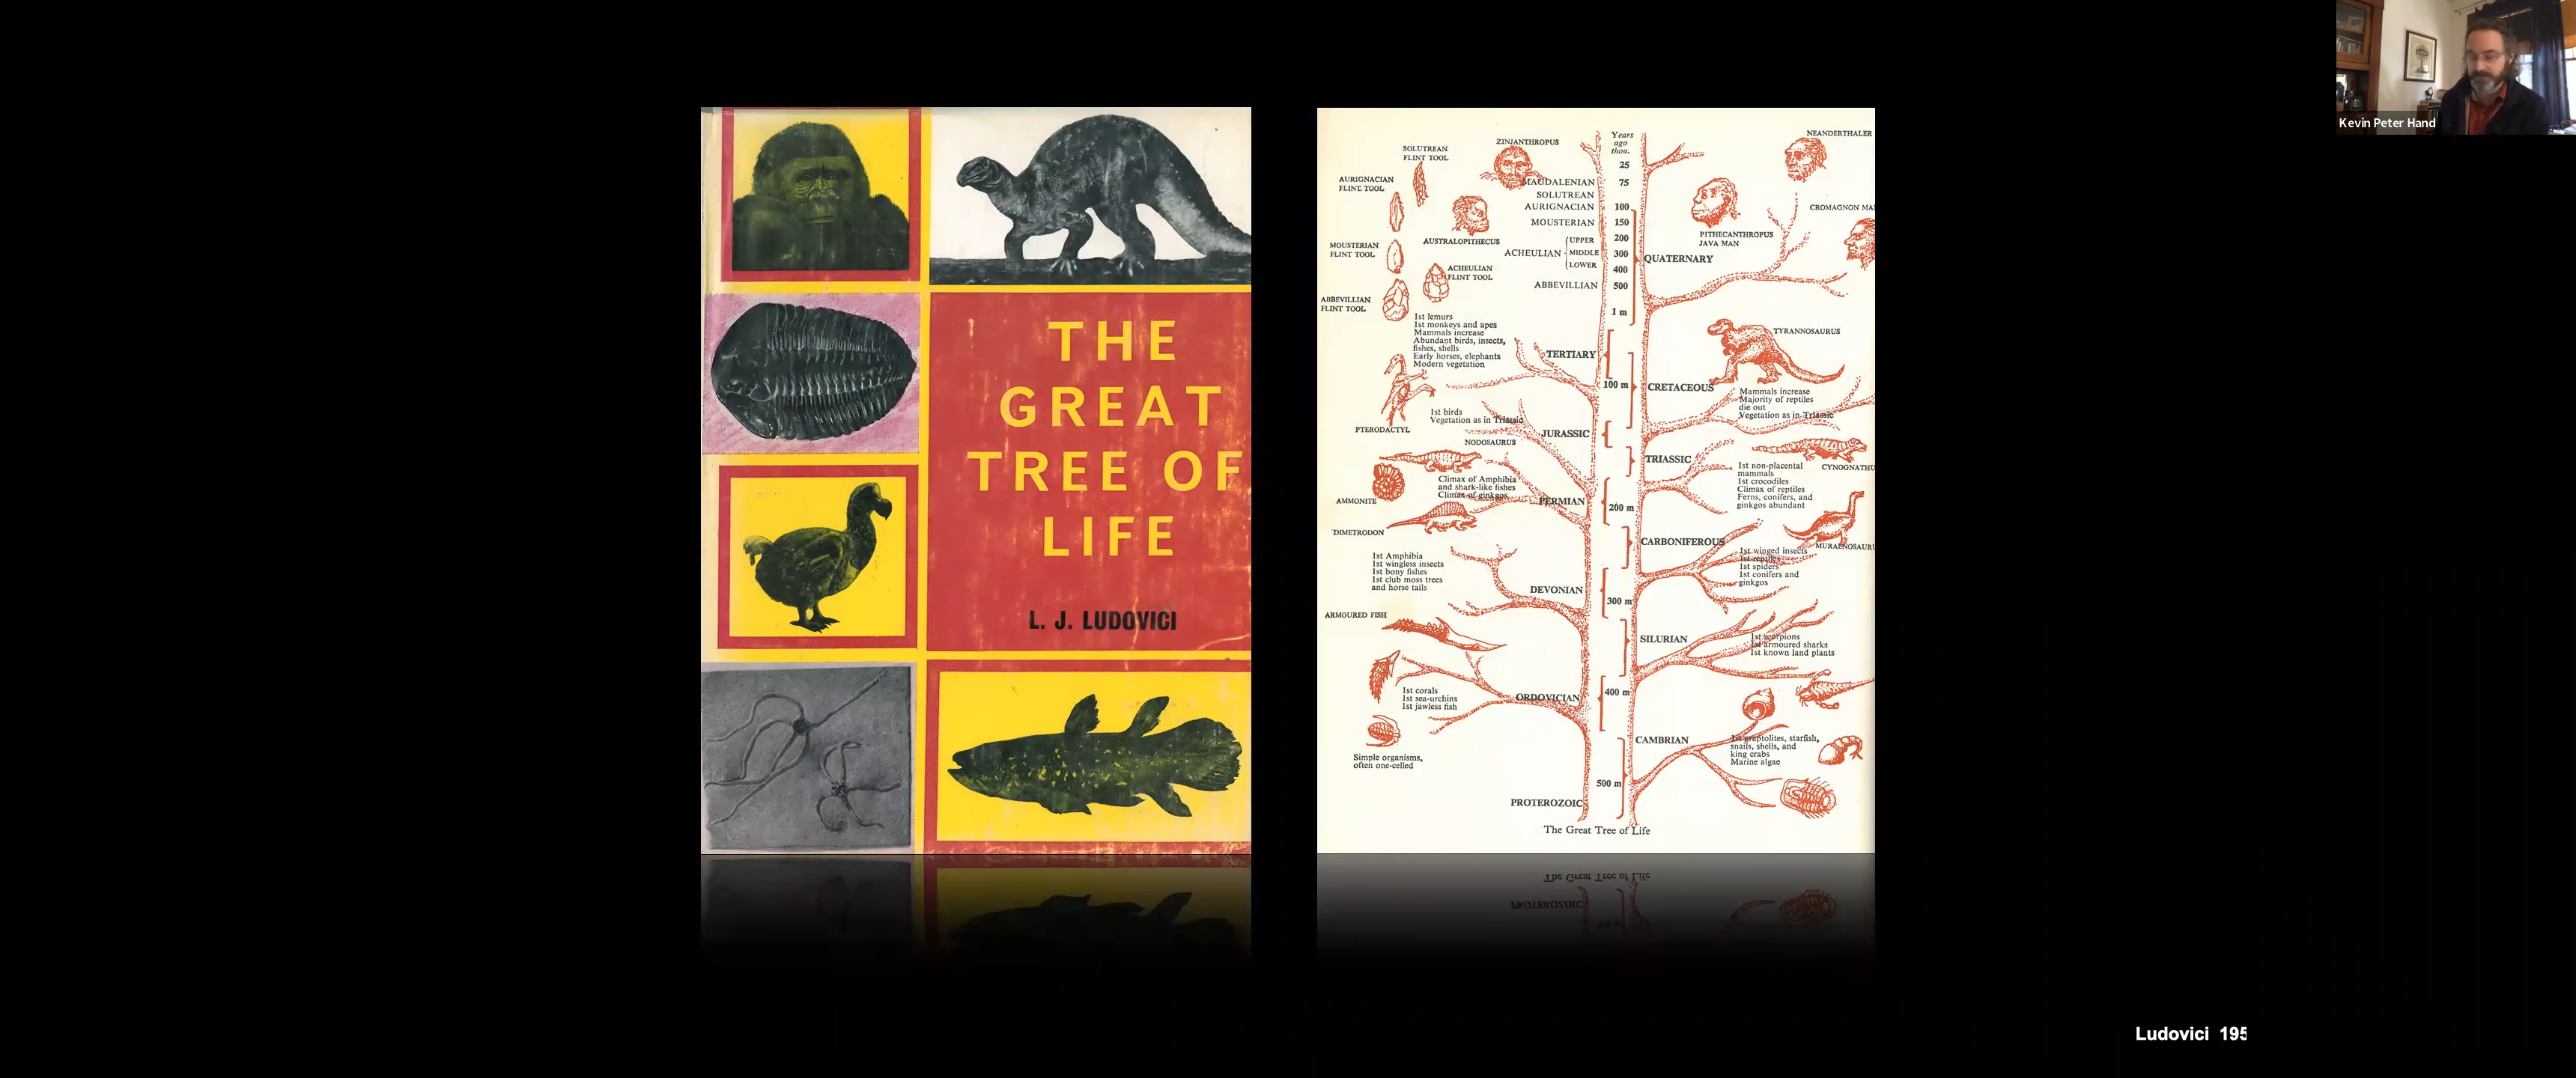 THE
GREAT
TREE OF
LIFE
L. J. LUDOVICI
Years
ago
thou.
25
75
100
150
200
300
400
500
1 m
100 m
200 m
300 m
400 m
500 m
SOLUTREAN
FLINT TOOL
ZINJANTHROPUS
AURIGNACIAN
FLINT TOOL
MAGDALENIAN
SOLUTREAN
AURIGNACIAN
MOUSTERIAN
AUSTRALOPITHECUS
MOUSTERIAN
FLINT TOOL
ACHEULIAN
UPPER
MIDDLE
LOWER
ACHEULIAN
FLINT TOOL
ABBEVILLIAN
ABBEVILLIAN
FLINT TOOL
1st lemurs
1st monkeys and apes
Mammals increase
Abundant birds, insects,
fishes, shells
Early horses, elephants
Modern vegetation
TERTIARY
PTERODACTYL
1st birds
Vegetation as in Triassic
JURASSIC
NODOSAURUS
Climax of Amphibia
and shark-like fishes
Climax of ginkgos
AMMONITE
PERMIAN
DIMETRODON
1st Amphibia
1st wingless insects
1st bony fishes
1st club moss trees
and horse tails
DEVONIAN
ARMOURED FISH
1st corals
1st sea-urchins
1st jawless fish
ORDOVICIAN
Simple organisms,
often one-celled
PROTEROZOIC
NEANDERTHALER
PITHECANTHROPUS
JAVA MAN
CROMAGNON MA
QUATERNARY
TYRANNOSAURUS
CRETACEOUS
Mammals increase
Majority of reptiles
die out
Vegetation as in Triassic
TRIASSIC
CYNOGNATHU
1st non-placental
mammals
1st crocodiles
Climax of reptiles
Ferns, conifers, and
ginkgos abundant
CARBONIFEROUS
MURAENOSAUR
1st winged insects
1st reptiles
1st spiders
1st conifers and
ginkgos
SILURIAN
1st scorpions
1st armoured sharks
1st known land plants
CAMBRIAN
1st graptolites, starfish,
snails, shells, and
king crabs
Marine algae
The Great Tree of Life
Kevin Peter Hand
Ludovici 195